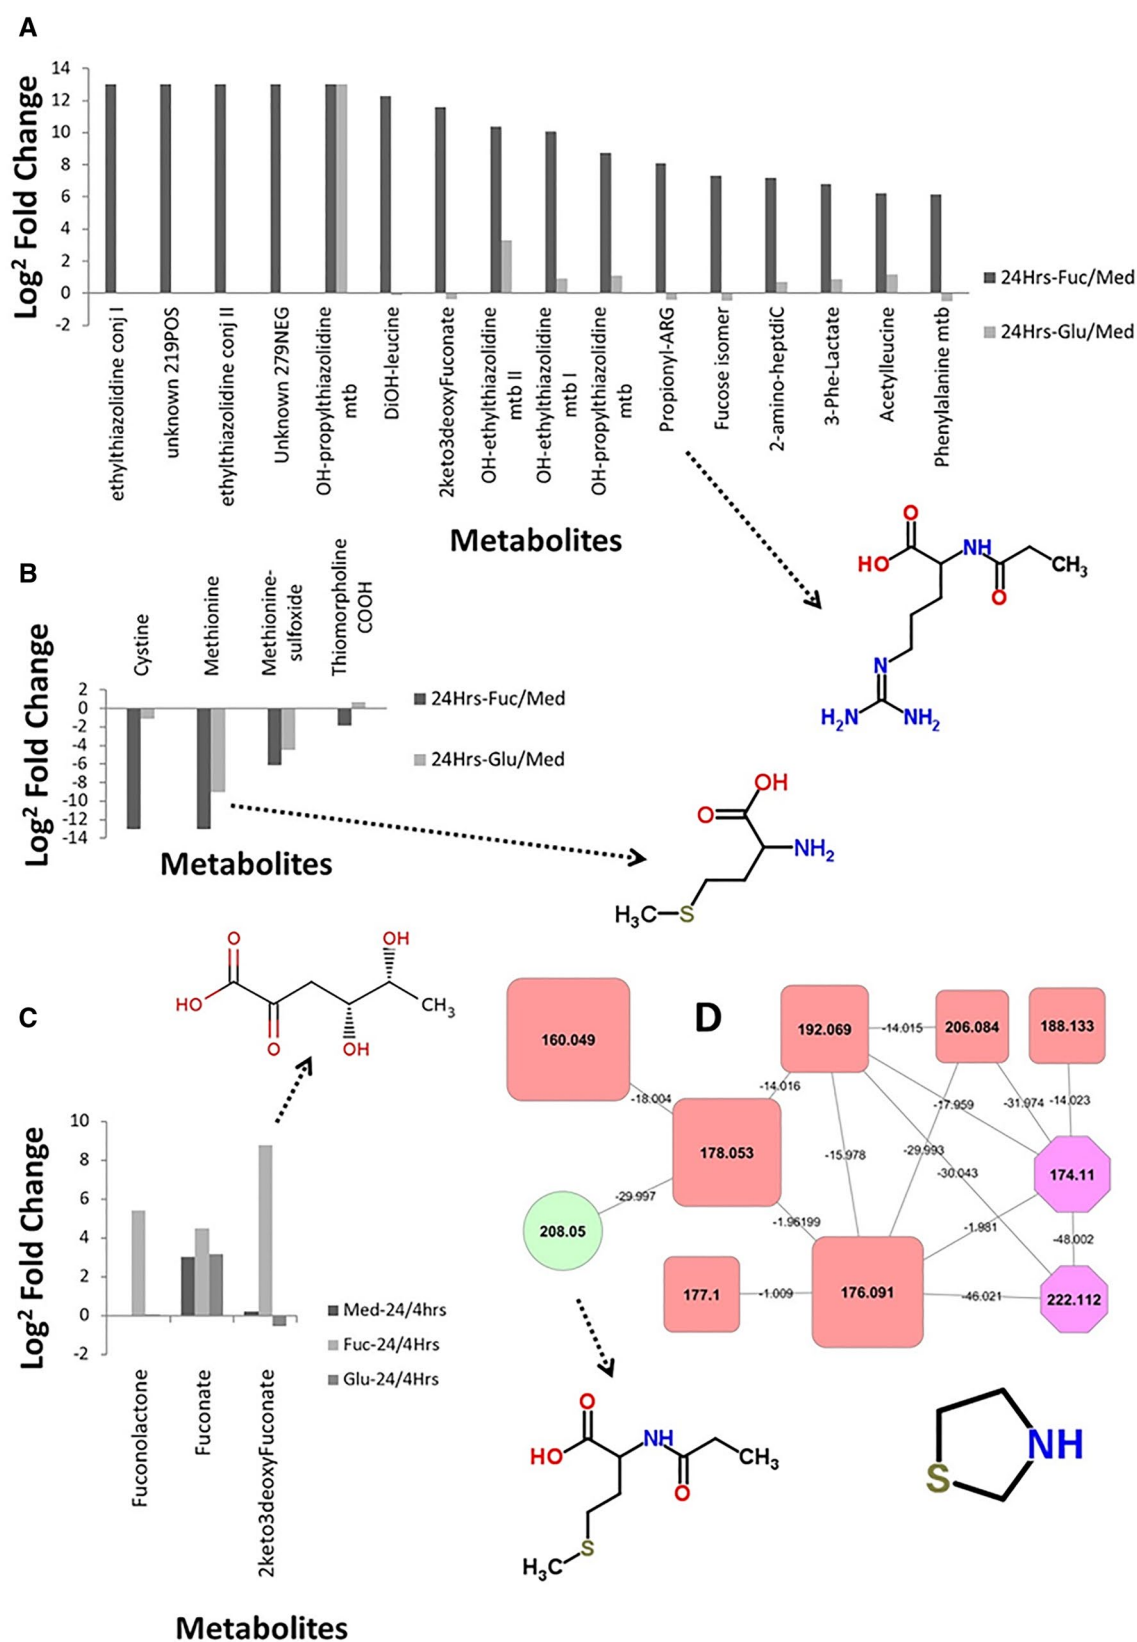 A
Log² Fold Change
14
12
10
8
6
4
2
0
-2
ethylthiazolidine conj I
unknown 219POS
ethylthiazolidine conj II
Unknown 279NEG
OH-propylthiazolidine
mtb
DiOH-leucine
2keto3deoxyFuconate
OH-ethylthiazolidine
mtb II
OH-ethylthiazolidine
mtb I
OH-propylthiazolidine
mtb
Propionyl-ARG
Fucose isomer
2-amino-heptdiC
3-Phe-Lactate
Acetylleucine
Phenylalanine mtb
24Hrs-Fuc/Med
24Hrs-Glu/Med
Metabolites
O
HO
NH
O
CH3
N
H2N
NH2
B
Cystine
Methionine
Methionine-
sulfoxide
Thiomorpholine
COOH
Log² Fold Change
2
0
-2
-4
-6
-8
-10
-12
-14
24Hrs-Fuc/Med
24Hrs-Glu/Med
Metabolites
OH
O
NH2
H3C
S
C
O
HO
O
OH
OH
CH3
Log² Fold Change
10
8
6
4
2
0
-2
Fuconolactone
Fuconate
2keto3deoxyFuconate
Med-24/4hrs
Fuc-24/4Hrs
Glu-24/4Hrs
Metabolites
D
160.049
192.069
-14.015
206.084
188.133
-18.004
-14.016
-17.959
-31.974
-14.023
178.053
-15.978
-29.993
-30.043
174.11
-29.997
208.05
-1.96199
-1.981
-48.002
177.1
-1.009
176.091
-46.021
222.112
O
HO
NH
O
CH3
S
H3C
S
NH